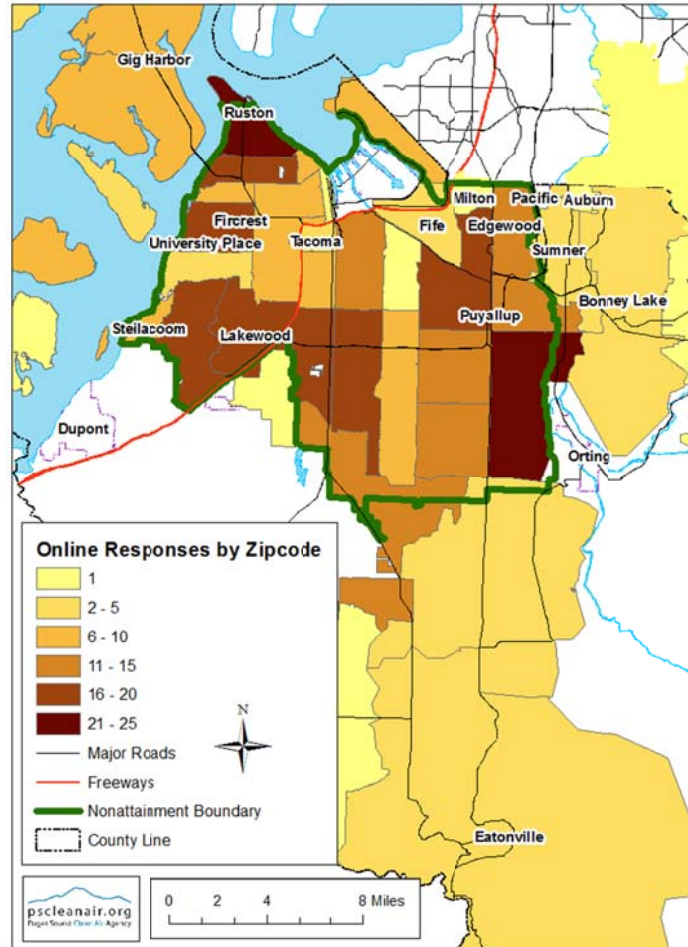 Gig Harbor
Ruston
Milton
Pacific
Auburn
Fircrest
Fife
Edgewood
University Place
Tacoma
Sumner
Bonney Lake
Steilacoom
Lakewood
Puyallup
Dupont
Orting
Online Responses by Zipcode
1
2 - 5
6 - 10
11 - 15
16 - 20
21 - 25
Major Roads
Freeways
Nonattainment Boundary
County Line
N
Eatonville
pscleanair.org
Puget Sound Clean Air Agency
0 2 4 8 Miles